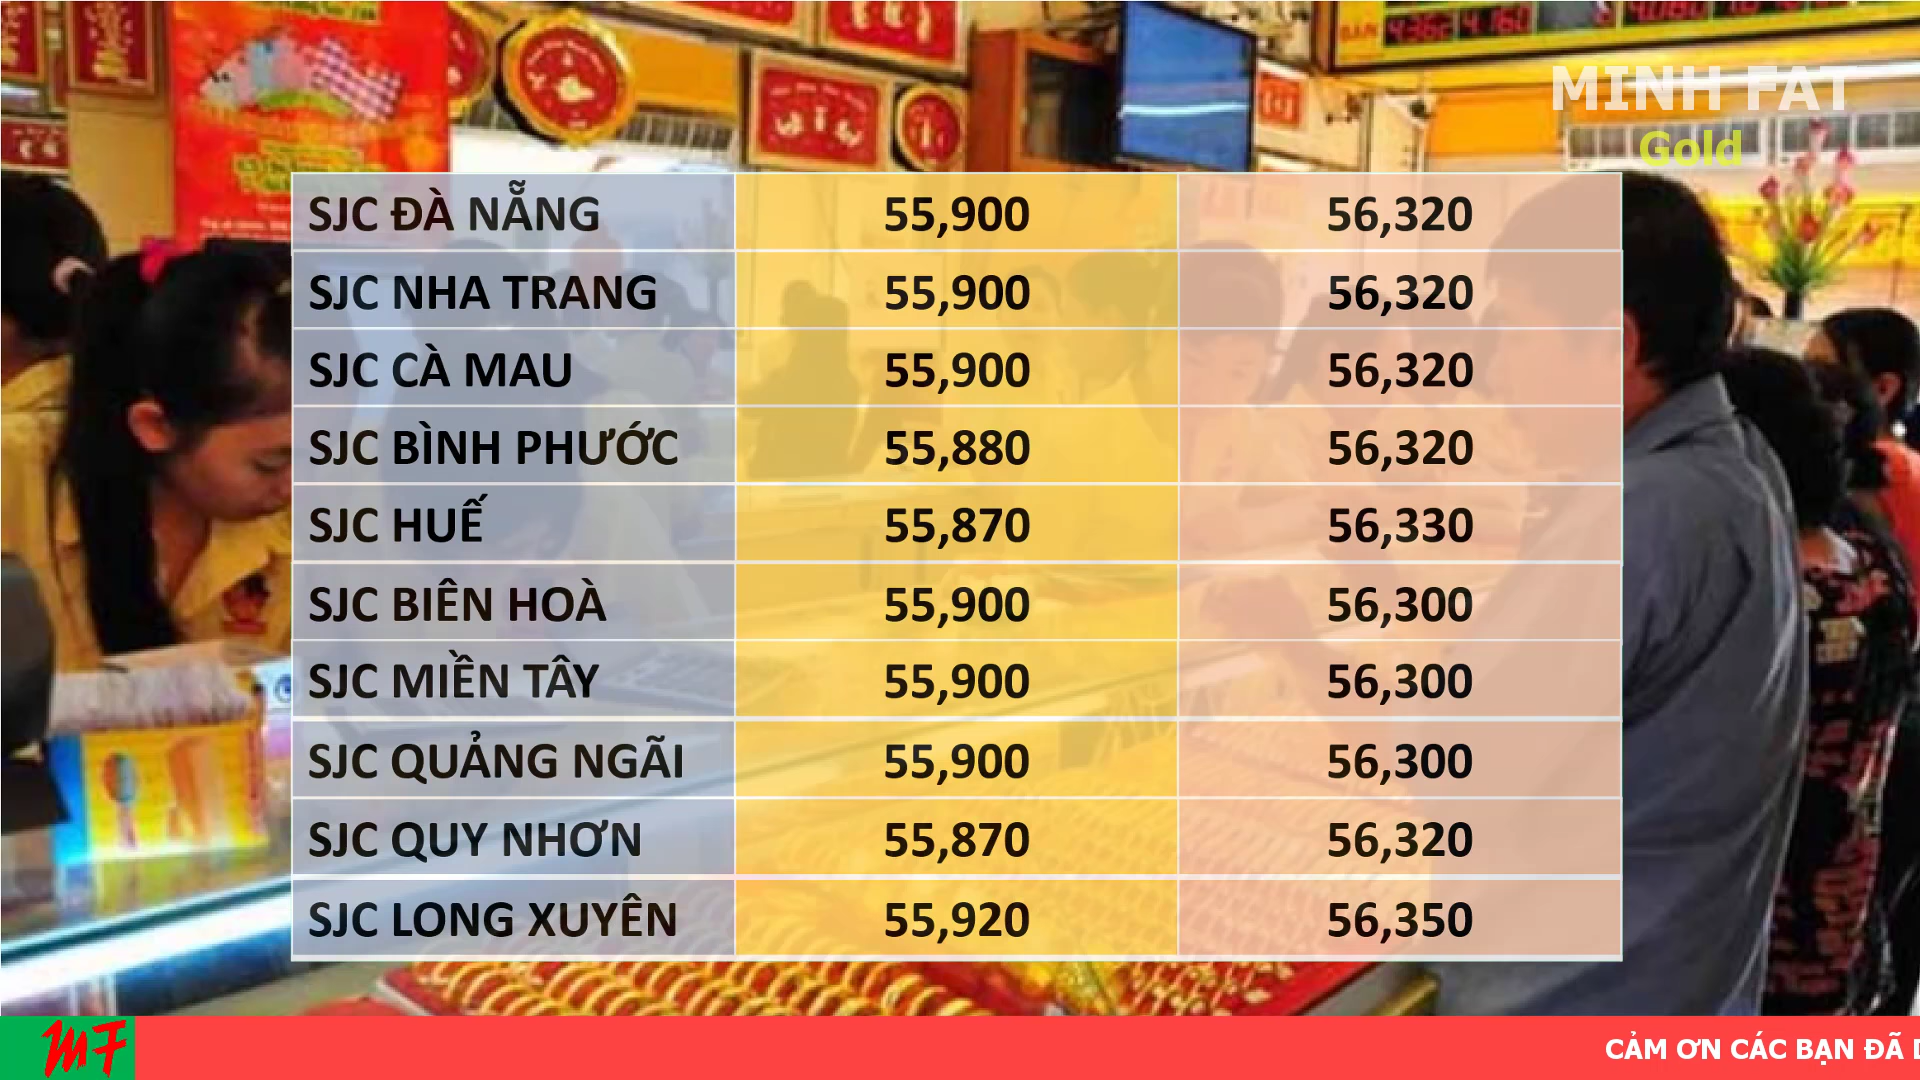 MINH FAT
Gold
SJC ĐÀ NẴNG 55,900 56,320
SJC NHA TRANG 55,900 56,320
SJC CÀ MAU 55,900 56,320
SJC BÌNH PHƯỚC 55,880 56,320
SJC HUẾ 55,870 56,330
SJC BIÊN HOÀ 55,900 56,300
SJC MIỀN TÂY 55,900 56,300
SJC QUẢNG NGÃI 55,900 56,300
SJC QUY NHƠN 55,870 56,320
SJC LONG XUYÊN 55,920 56,350
MF
CẢM ƠN CÁC BẠN ĐÃ